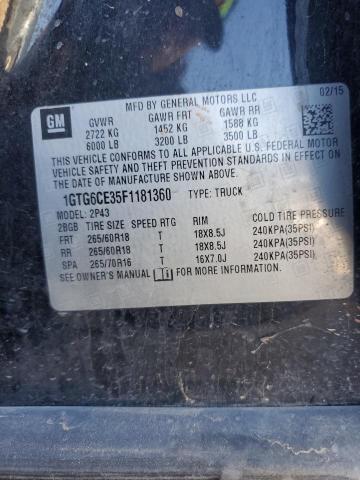 MFD BY GENERAL MOTORS LLC 02/15
GM GVWR GAWR FRT GAWR RR
2722 KG 1452 KG 1588 KG
6000 LB 3200 LB 3500 LB
THIS VEHICLE CONFORMS TO ALL APPLICABLE U.S. FEDERAL MOTOR
VEHICLE SAFETY AND THEFT PREVENTION STANDARDS IN EFFECT ON
THE DATE OF MANUFACTURE SHOWN ABOVE.
1GTG6CE35F1181360 TYPE: TRUCK
MODEL: 2P43
2BGB TIRE SIZE SPEED RTG RIM COLD TIRE PRESSURE
FRT 265/60R18 T 18X8.5J 240KPA(35PSI)
RR 265/60R18 T 18X8.5J 240KPA(35PSI)
SPA 265/70R16 T 16X7.0J 240KPA(35PSI)
SEE OWNER'S MANUAL FOR MORE INFORMATION